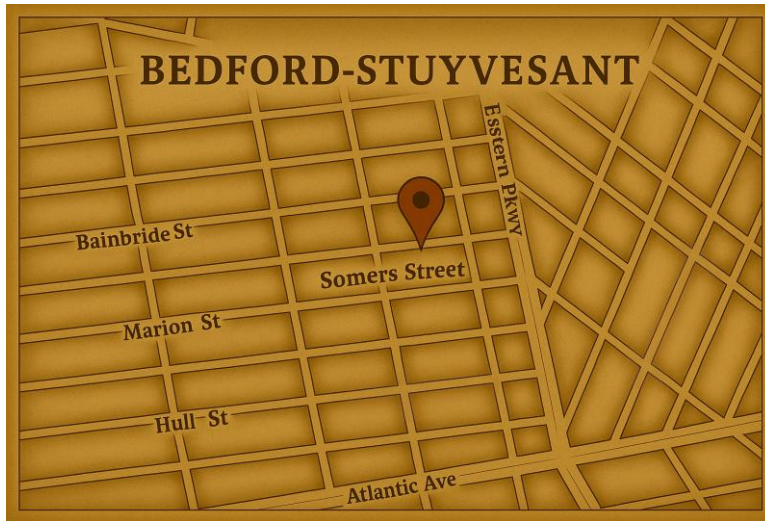 BEDFORD-STUYVESANT
Esstern Pkwy
Bainbride St
Somers Street
Marion St
Hull St
Atlantic Ave